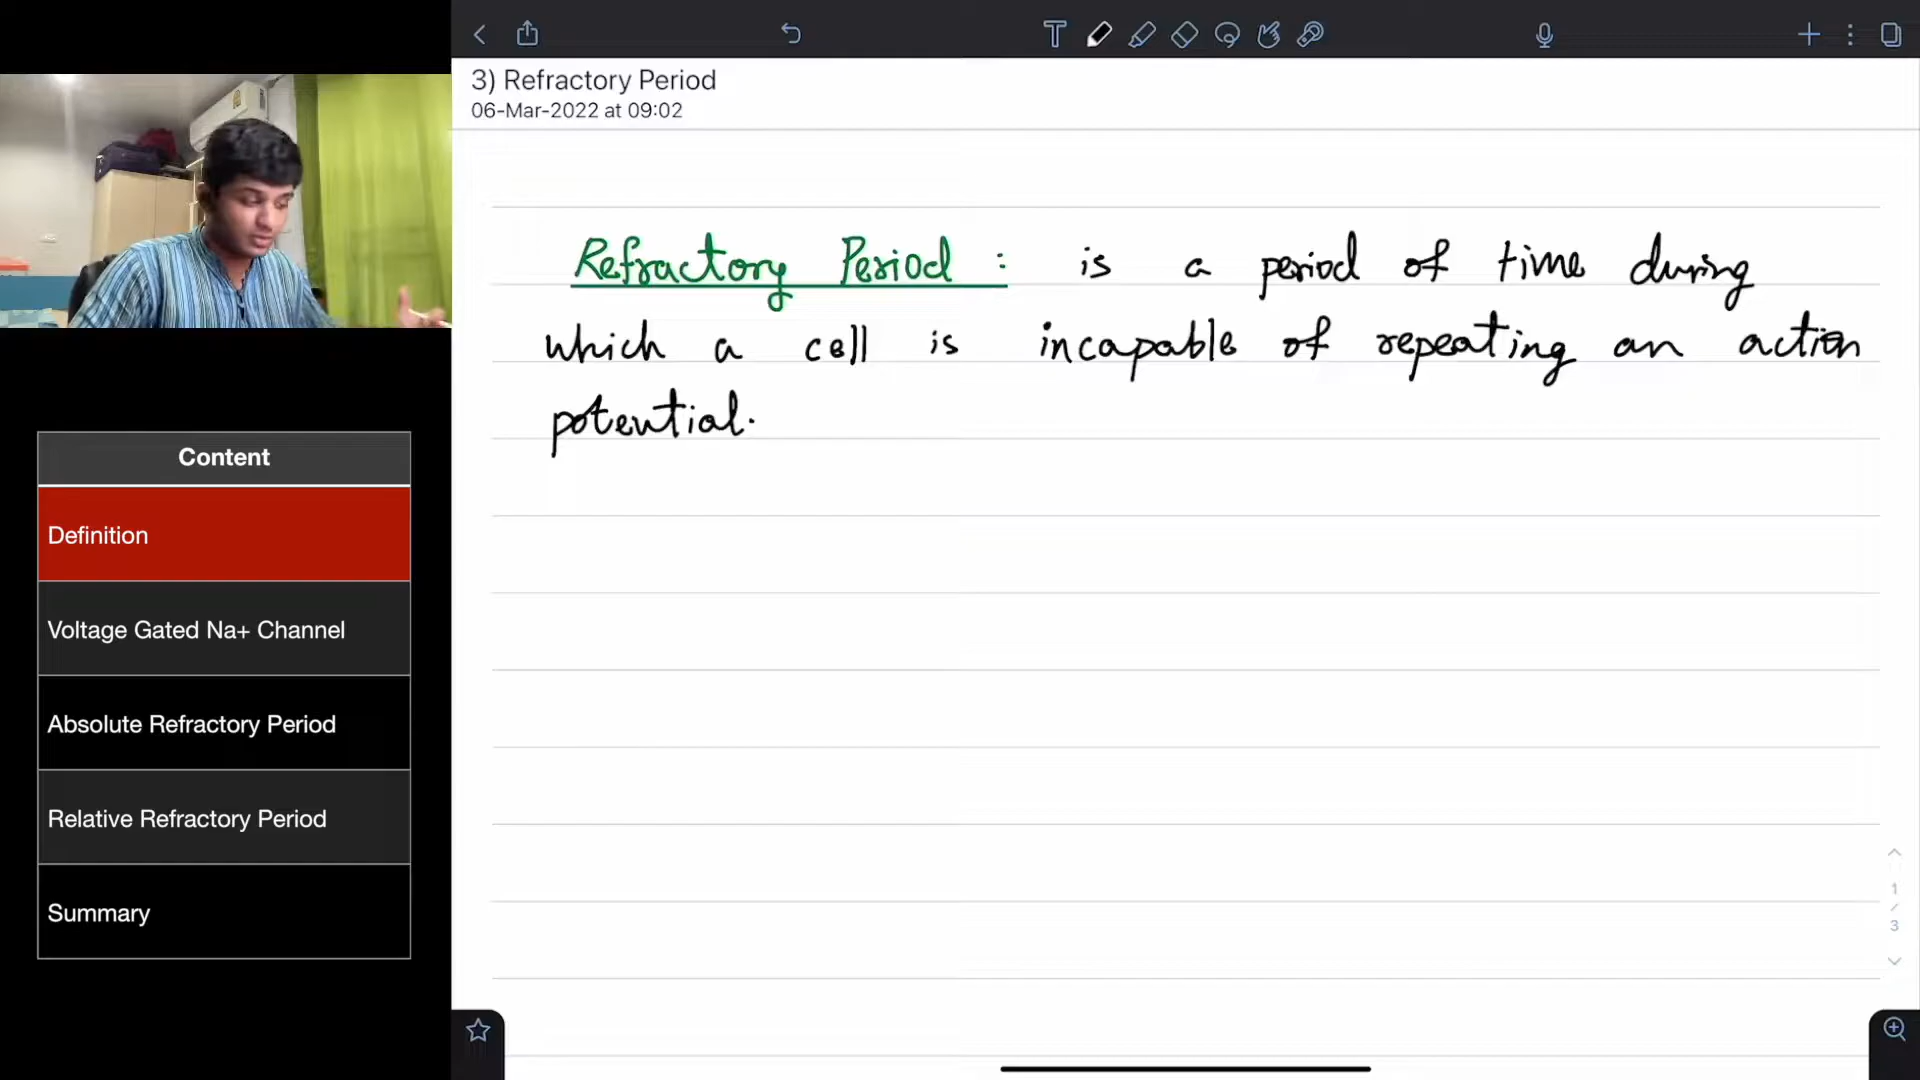 3) Refractory Period
06-Mar-2022 at 09:02
Refractory Period : is a period of time during
which a cell is incapable of repeating an action
potential.
Content
Definition
Voltage Gated Na+ Channel
Absolute Refractory Period
Relative Refractory Period
Summary
1
/
3